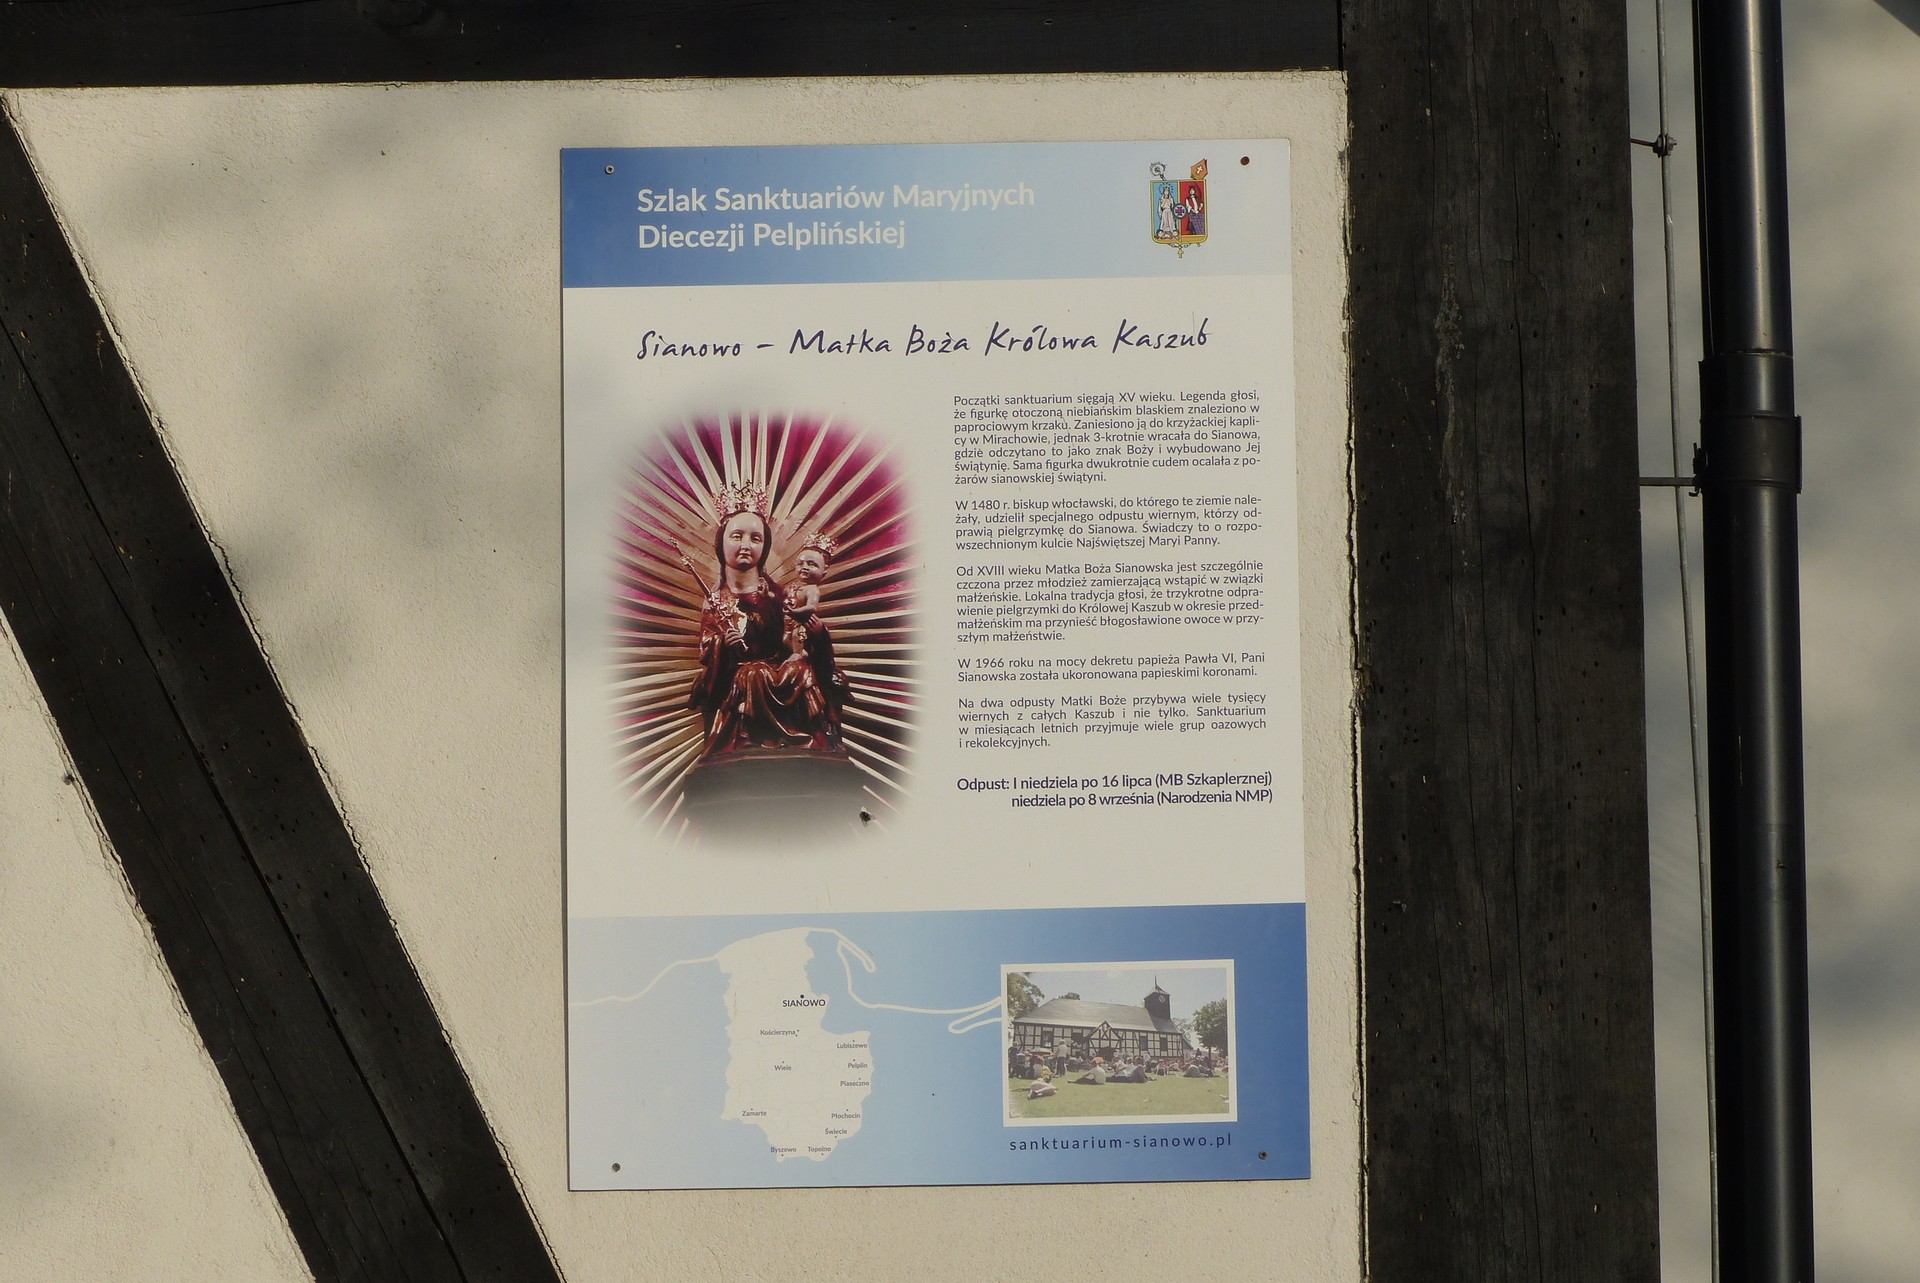 Szlak Sanktuariów Maryjnych
Diecezji Pelplińskiej
Sianowo – Matka Boża Królowa Kaszub
Początki sanktuarium sięgają XV wieku. Legenda głosi,
że figurkę otoczoną niebiańskim blaskiem znaleziono w
paprociowym krzaku. Zaniesiono ją do krzyżackiej kapli-
cy w Mirachowie, jednak 3-krotnie wracała do Sianowa,
gdzie odczytano to jako znak Boży i wybudowano Jej
świątynię. Sama figurka dwukrotnie cudem ocalała z po-
żarów sianowskiej świątyni.
W 1480 r. biskup włocławski, do którego te ziemie nale-
żały, udzielił specjalnego odpustu wiernym, którzy od-
prawią pielgrzymkę do Sianowa. Świadczy to o rozpo-
wszechnionym kulcie Najświętszej Maryi Panny.
Od XVIII wieku Matka Boża Sianowska jest szczególnie
czczona przez młodzież zamierzającą wstąpić w związki
małżeńskie. Lokalna tradycja głosi, że trzykrotne odpra-
wienie pielgrzymki do Królowej Kaszub w okresie przed-
małżeńskim ma przynieść błogosławione owoce w przy-
szłym małżeństwie.
W 1966 roku na mocy dekretu papieża Pawła VI, Pani
Sianowska została ukoronowana papieskimi koronami.
Na dwa odpusty Matki Boże przybywa wiele tysięcy
wiernych z całych Kaszub i nie tylko. Sanktuarium
w miesiącach letnich przyjmuje wiele grup oazowych
i rekolekcyjnych.
Odpust: I niedziela po 16 lipca (MB Szkaplerznej)
niedziela po 8 września (Narodzenia NMP)
SIANOWO
Kościerzyna
Lubiszewo
Wiele
Pelplin
Piaseczno
Zamarte
Płochocin
Świecie
Byszewo
Topolno
sanktuarium-sianowo.pl